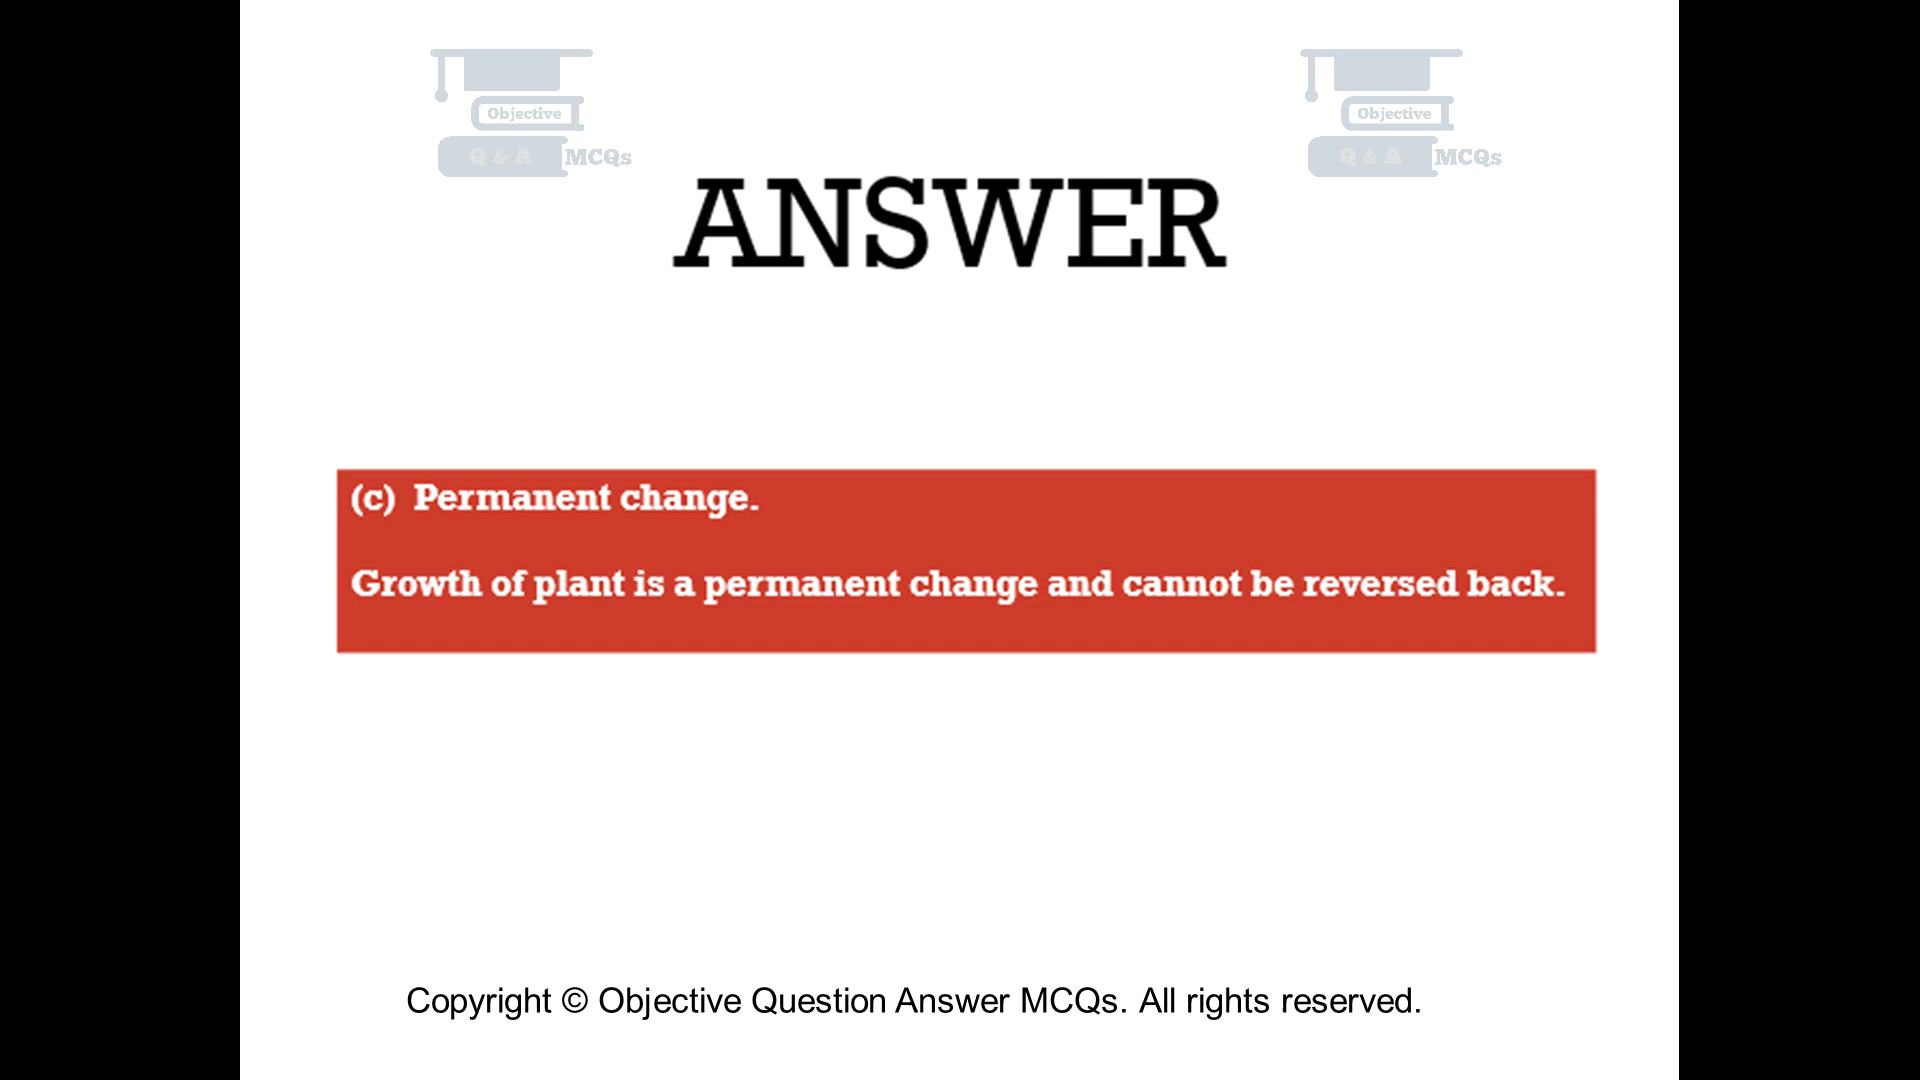 Objective
Q & A MCQs
Objective
Q & A MCQs
ANSWER
(c) Permanent change.
Growth of plant is a permanent change and cannot be reversed back.
Copyright © Objective Question Answer MCQs. All rights reserved.